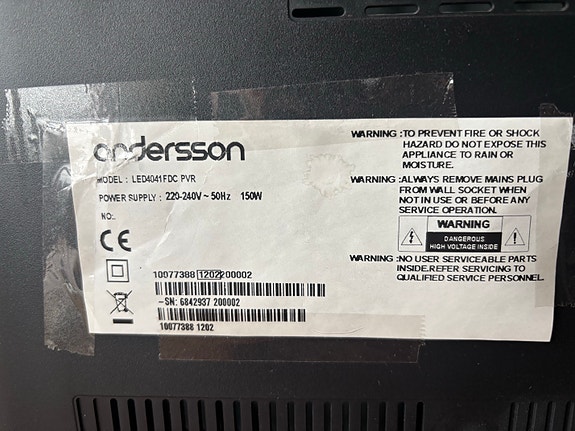 andersson
MODEL : LED4041FDC PVR
POWER SUPPLY : 220-240V ~ 50Hz 150W
NO:.
CE
10077388 1202 200002
-SN: 6842937 200002
10077388 1202
WARNING :TO PREVENT FIRE OR SHOCK
HAZARD DO NOT EXPOSE THIS
APPLIANCE TO RAIN OR
MOISTURE.
WARNING :ALWAYS REMOVE MAINS PLUG
FROM WALL SOCKET WHEN
NOT IN USE OR BEFORE ANY
SERVICE OPERATION
WARNING
DANGEROUS
HIGH VOLTAGE INSIDE
WARNING :NO USER SERVICEABLE PARTS
INSIDE.REFER SERVICING TO
QUALIFIED SERVICE PERSONNEL.